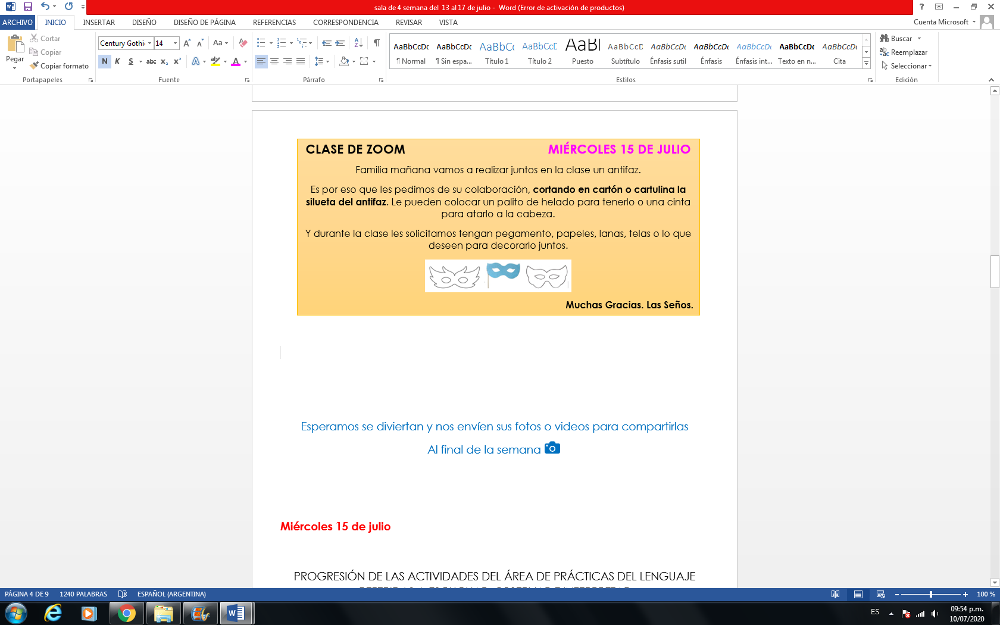 sala de 4 semana del 13 al 17 de julio - Word (Error de activación de productos)
ARCHIVO INICIO INSERTAR DISEÑO DISEÑO DE PÁGINA REFERENCIAS CORRESPONDENCIA REVISAR VISTA Cuenta Microsoft
Cortar
Copiar
Copiar formato
Pegar
Portapapeles
Century Gothi 14
Aa
N K S abc x₂ x² A ab A
Fuente
Párrafo
AaBbCcDc AaBbCcDc AaBbCc AaBbCcD AaB AaBbCcD AaBbCcDc AaBbCcDc AaBbCcDc AaBbCcDc AaBbCcDc
¶ Normal ¶ Sin espa... Título 1 Título 2 Puesto Subtítulo Énfasis sutil Énfasis Énfasis int... Texto en n... Cita
Estilos
Buscar
Reemplazar
Seleccionar
Edición
CLASE DE ZOOM MIÉRCOLES 15 DE JULIO
Familia mañana vamos a realizar juntos en la clase un antifaz.
Es por eso que les pedimos de su colaboración, cortando en cartón o cartulina la
silueta del antifaz. Le pueden colocar un palito de helado para tenerlo o una cinta
para atarlo a la cabeza.
Y durante la clase les solicitamos tengan pegamento, papeles, lanas, telas o lo que
deseen para decorarlo juntos.
Muchas Gracias. Las Seños.
Esperamos se diviertan y nos envíen sus fotos o videos para compartirlas
Al final de la semana
Miércoles 15 de julio
PROGRESIÓN DE LAS ACTIVIDADES DEL ÁREA DE PRÁCTICAS DEL LENGUAJE
PÁGINA 4 DE 9 1240 PALABRAS ESPAÑOL (ARGENTINA) 100 %
ES
09:54 p.m.
10/07/2020